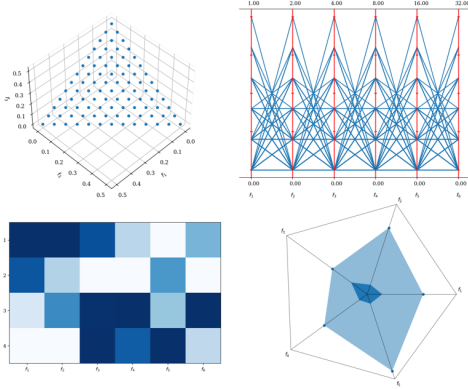 1.00 2.00 4.00 8.00 16.00
0.5
0.4
0.3
0.2
0.1
0.0
f₃
0.0 0.0
0.1 0.1
0.2 0.2
0.3 0.3
0.4 0.4
0.5 0.5
f₂ f₁
0.00 0.00 0.00 0.00 0.00 0.00
f₁ f₂ f₃ f₄ f₅ f₆
1
2
3
4
f₁ f₂ f₃ f₄ f₅ f₆
f₂
f₃
f₁
f₄
f₅